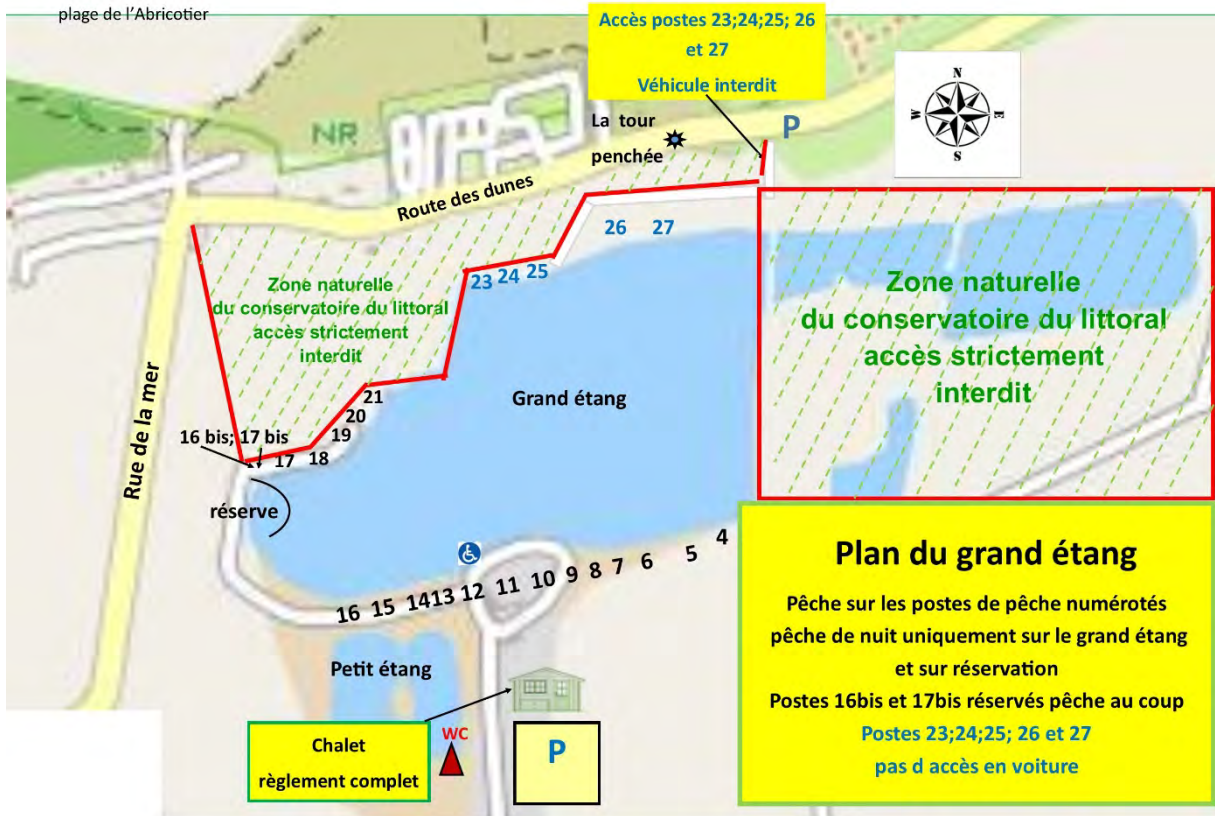 plage de l'Abricotier
Accès postes 23;24;25; 26
et 27
Véhicule interdit
N
W
E
S
NR
La tour
penchée
P
Route des dunes
26 27
23 24 25
Zone naturelle
du conservatoire du littoral
accès strictement
interdit
Zone naturelle
du conservatoire du littoral
accès strictement
interdit
Rue de la mer
Grand étang
21
20
19
18
17
16 bis; 17 bis
réserve
16 15 14 13 12 11 10 9 8 7 6 5 4
Petit étang
WC
P
Chalet
règlement complet
Plan du grand étang
Pêche sur les postes de pêche numérotés
pêche de nuit uniquement sur le grand étang
et sur réservation
Postes 16bis et 17bis réservés pêche au coup
Postes 23;24;25; 26 et 27
pas d accès en voiture